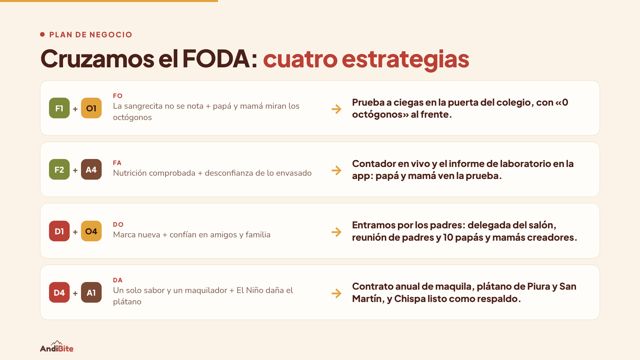 PLAN DE NEGOCIO
Cruzamos el FODA: cuatro estrategias
F1 + O1
FO
La sangrecita no se nota + papá y mamá miran los
octógonos
→
Prueba a ciegas en la puerta del colegio, con «0
octógonos» al frente.
F2 + A4
FA
Nutrición comprobada + desconfianza de lo envasado
→
Contador en vivo y el informe de laboratorio en la
app: papá y mamá ven la prueba.
D1 + O4
DO
Marca nueva + confían en amigos y familia
→
Entramos por los padres: delegada del salón,
reunión de padres y 10 papás y mamás creadores.
D4 + A1
DA
Un solo sabor y un maquilador + El Niño daña el
plátano
→
Contrato anual de maquila, plátano de Piura y San
Martín, y Chispa listo como respaldo.
AndiBite